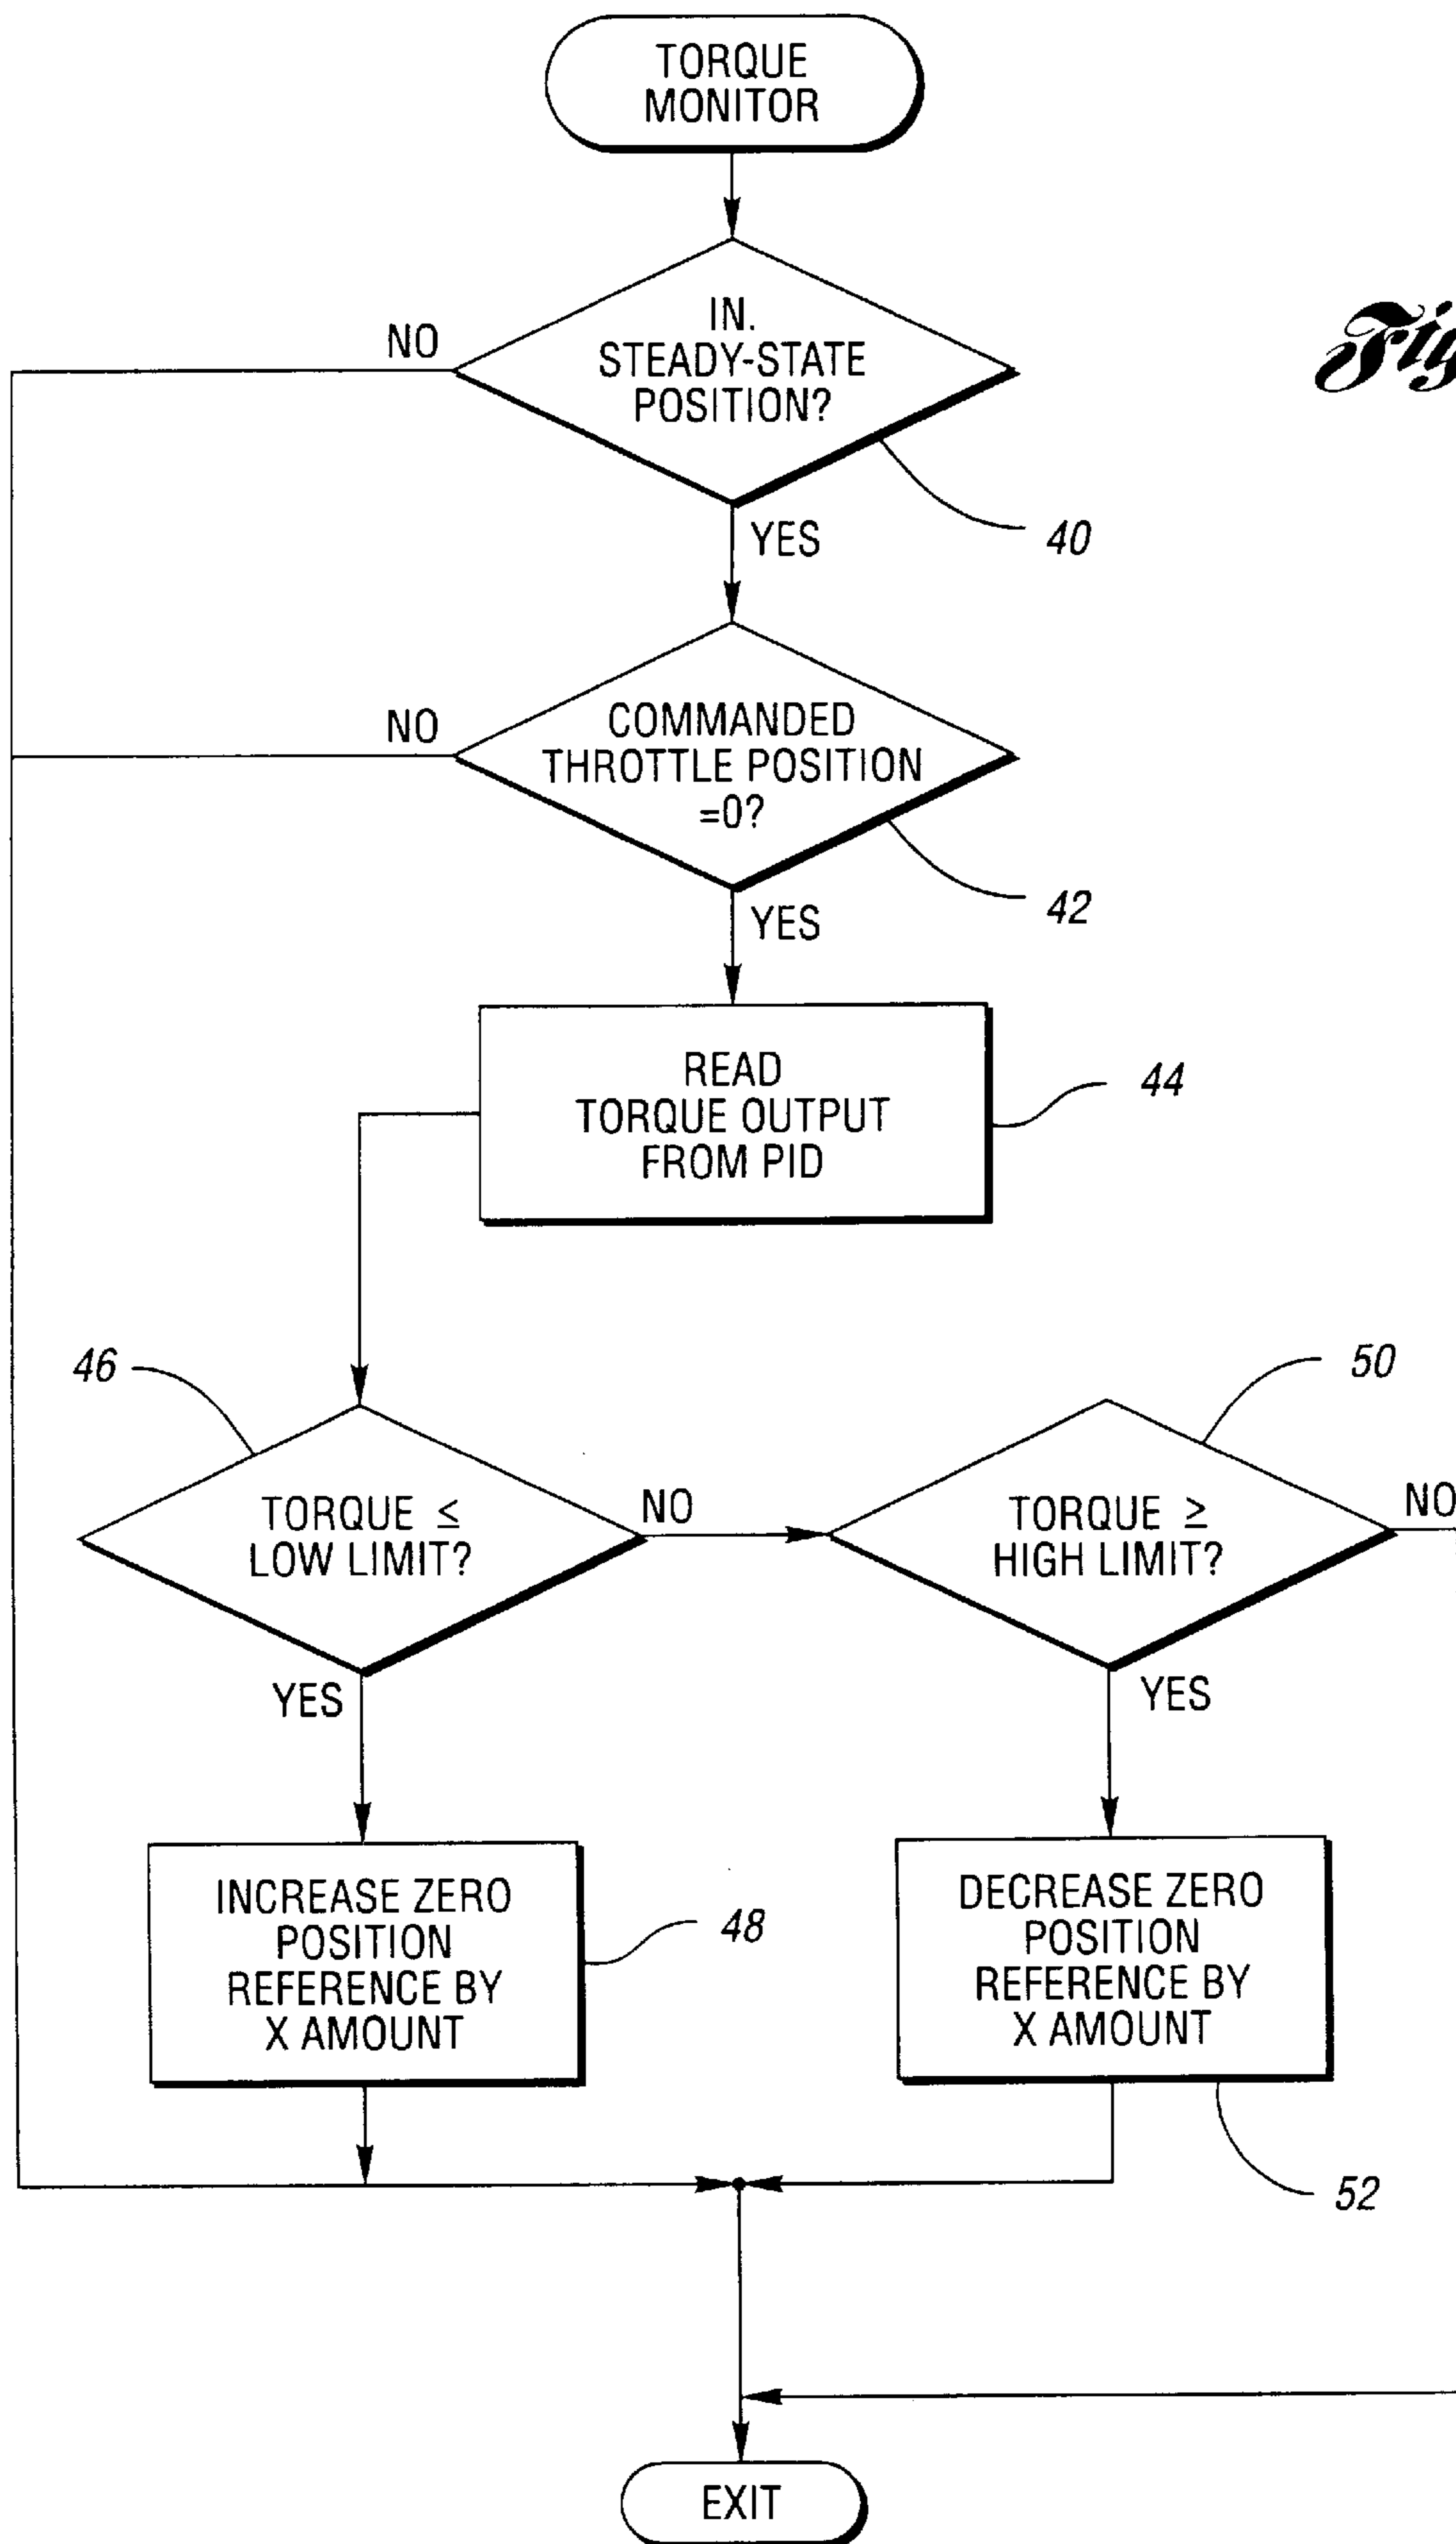 TORQUE
MONITOR
IN.
STEADY-STATE
POSITION?
NO
YES
40
Fig
COMMANDED
THROTTLE POSITION
=0?
NO
YES
42
READ
TORQUE OUTPUT
FROM PID
44
46
TORQUE ≤
LOW LIMIT?
NO
YES
50
TORQUE ≥
HIGH LIMIT?
NO
YES
INCREASE ZERO
POSITION
REFERENCE BY
X AMOUNT
48
DECREASE ZERO
POSITION
REFERENCE BY
X AMOUNT
52
EXIT